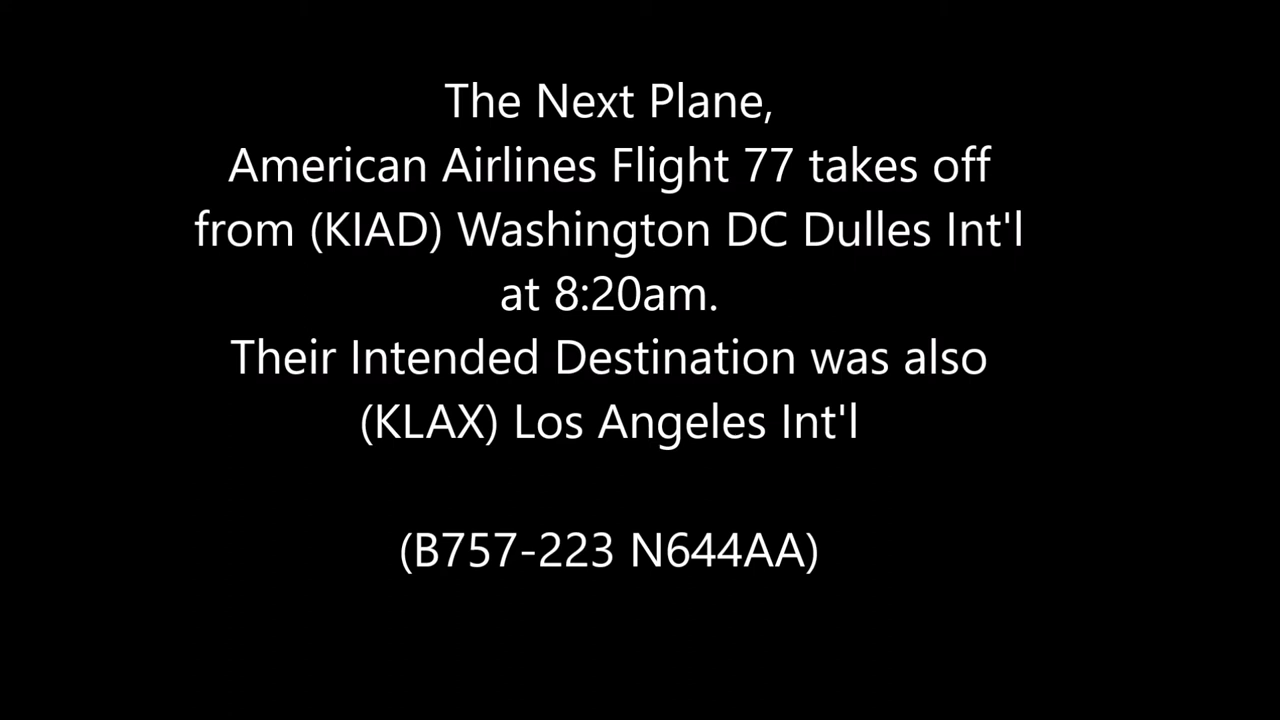 The Next Plane,
American Airlines Flight 77 takes off
from (KIAD) Washington DC Dulles Int'l
at 8:20am.
Their Intended Destination was also
(KLAX) Los Angeles Int'l
(B757-223 N644AA)